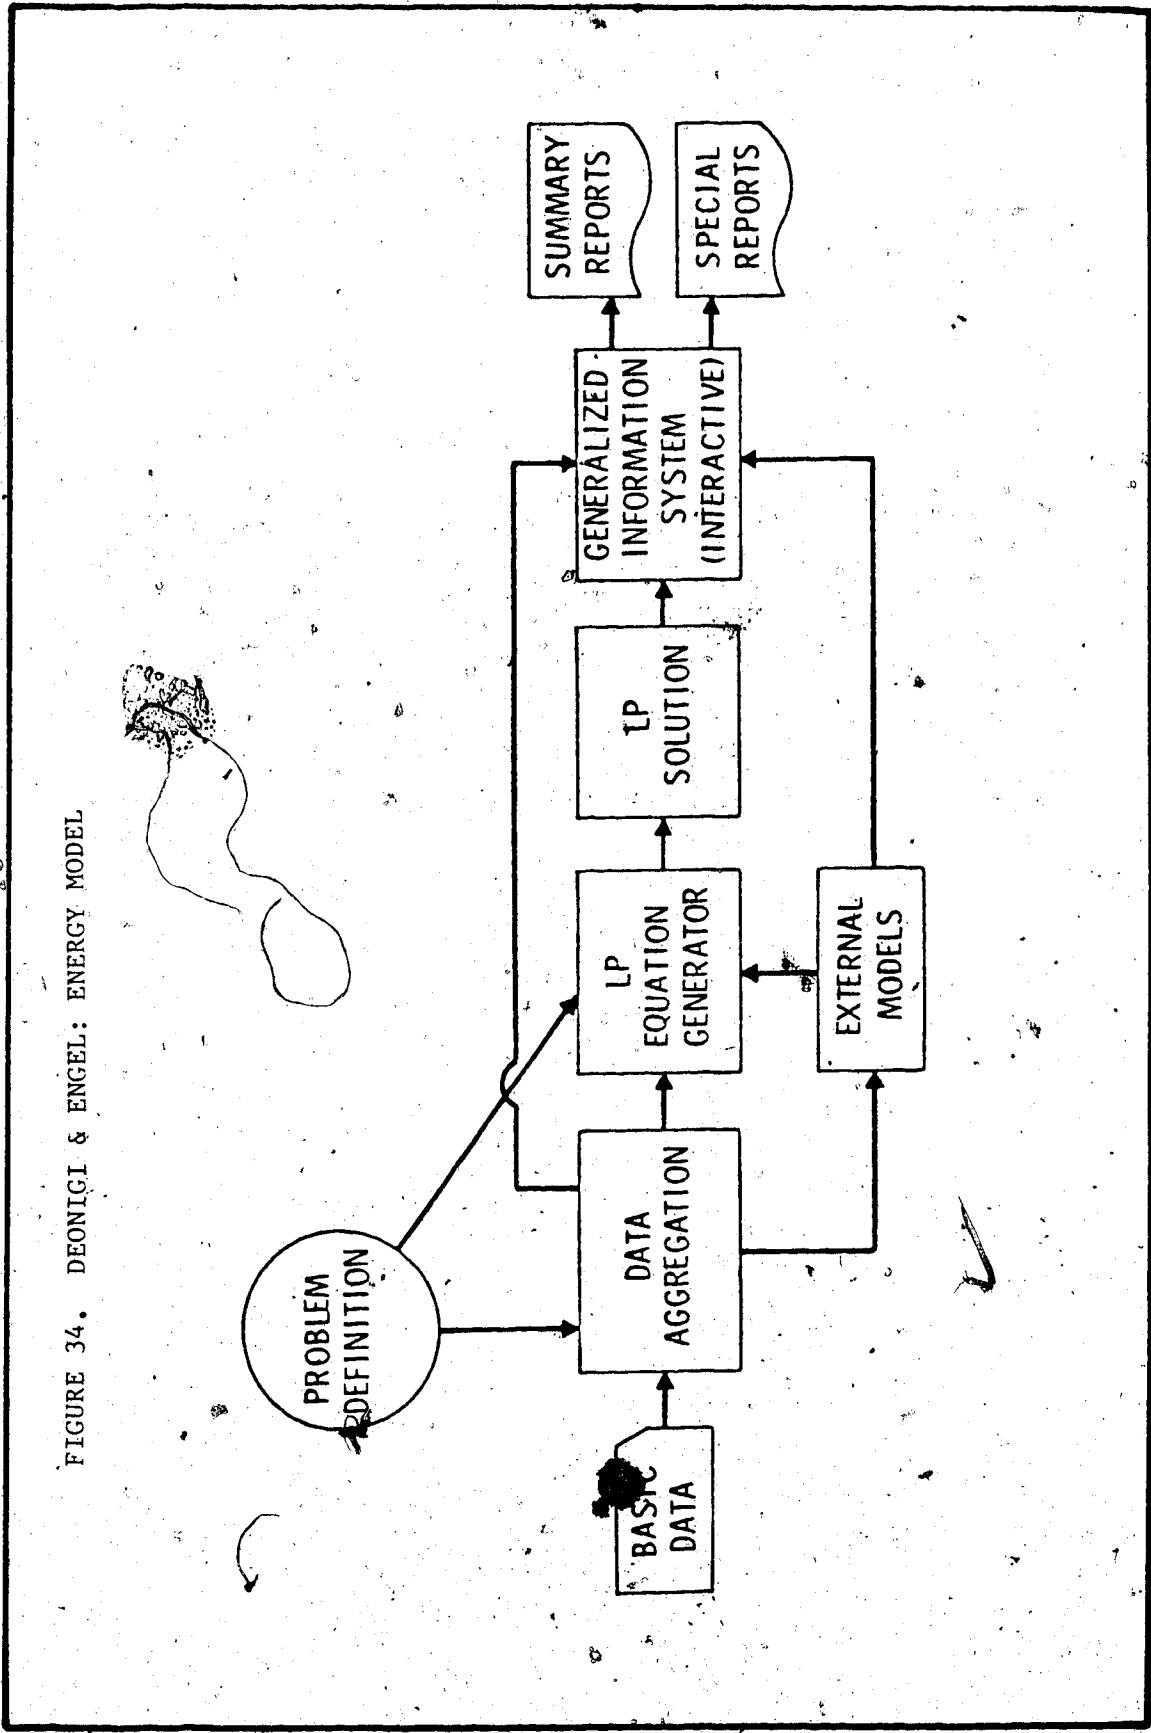 FIGURE 34. DEONIGI & ENGEL: ENERGY MODEL
PROBLEM
DEFINITION
BASIC
DATA
DATA
AGGREGATION
LP
EQUATION
GENERATOR
EXTERNAL
MODELS
LP
SOLUTION
GENERALIZED
INFORMATION
SYSTEM
(INTERACTIVE)
SUMMARY
REPORTS
SPECIAL
REPORTS